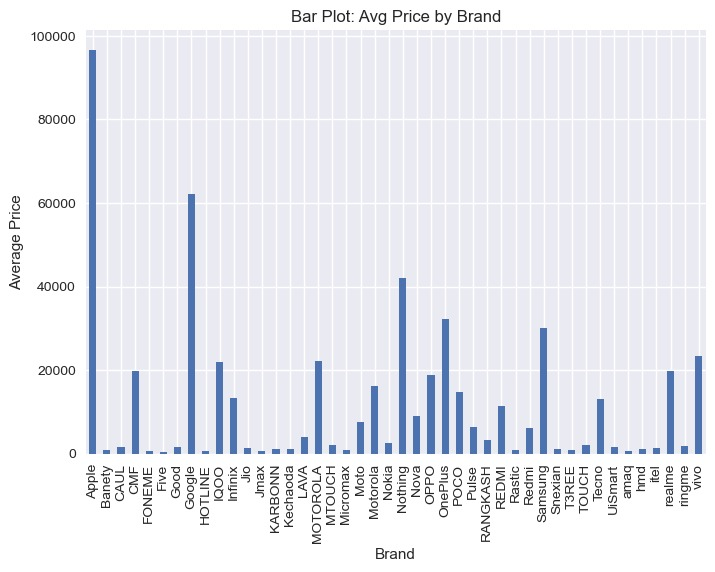 Bar Plot: Avg Price by Brand
100000
80000
60000
40000
20000
0
Average Price
Apple
Banety
CAUL
CMF
FONEME
Five
Good
Google
HOTLINE
IQOO
Infinix
Jio
Jmax
KARBONN
Kechaoda
LAVA
MOTOROLA
MTOUCH
Micromax
Moto
Motorola
Nokia
Nothing
Nova
OPPO
OnePlus
POCO
Pulse
RANGKASH
REDMI
Rastic
Redmi
Samsung
Snexian
T3REE
TOUCH
Tecno
UiSmart
amaq
hmd
itel
realme
ringme
vivo
Brand